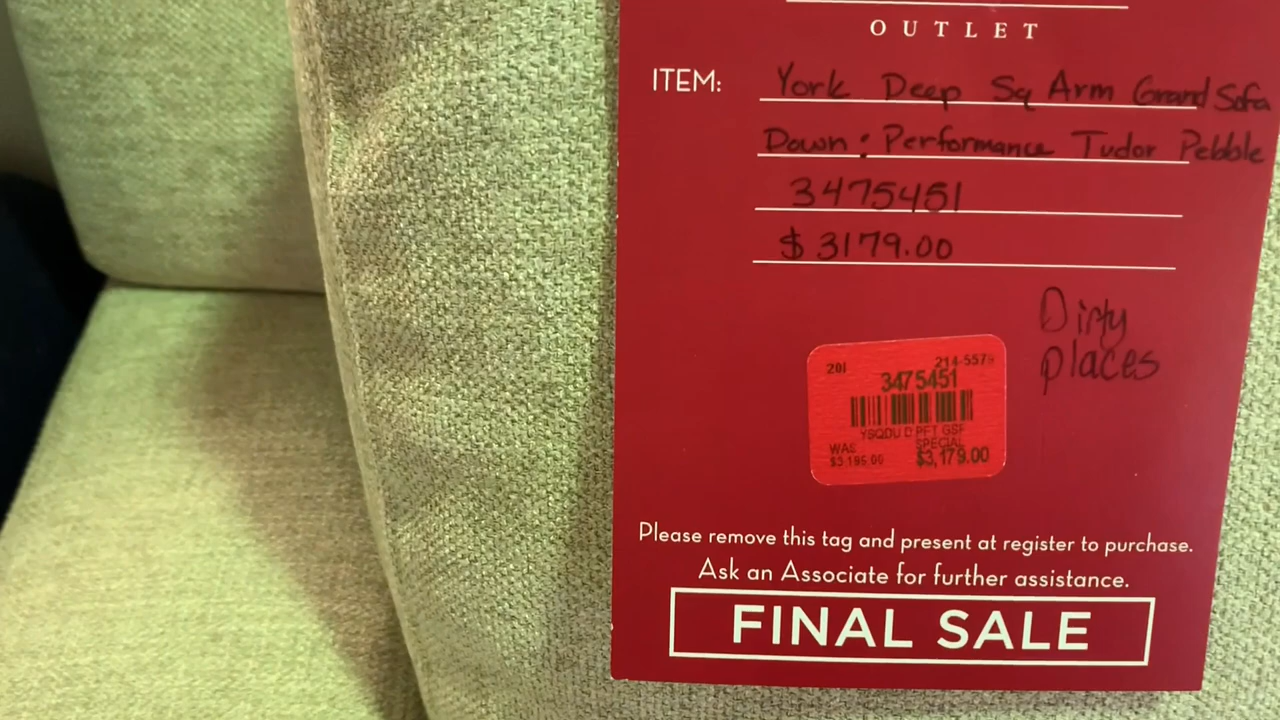 OUTLET
ITEM: York Deep Sq Arm Grand Sofa
Down : Performance Tudor Pebble
3475451
$ 3179.00
Dirty
places
201 214-5579
3475451
YSQDU D PFT GSF
WAS SPECIAL
$3 195.00 $3,179.00
Please remove this tag and present at register to purchase.
Ask an Associate for further assistance.
FINAL SALE